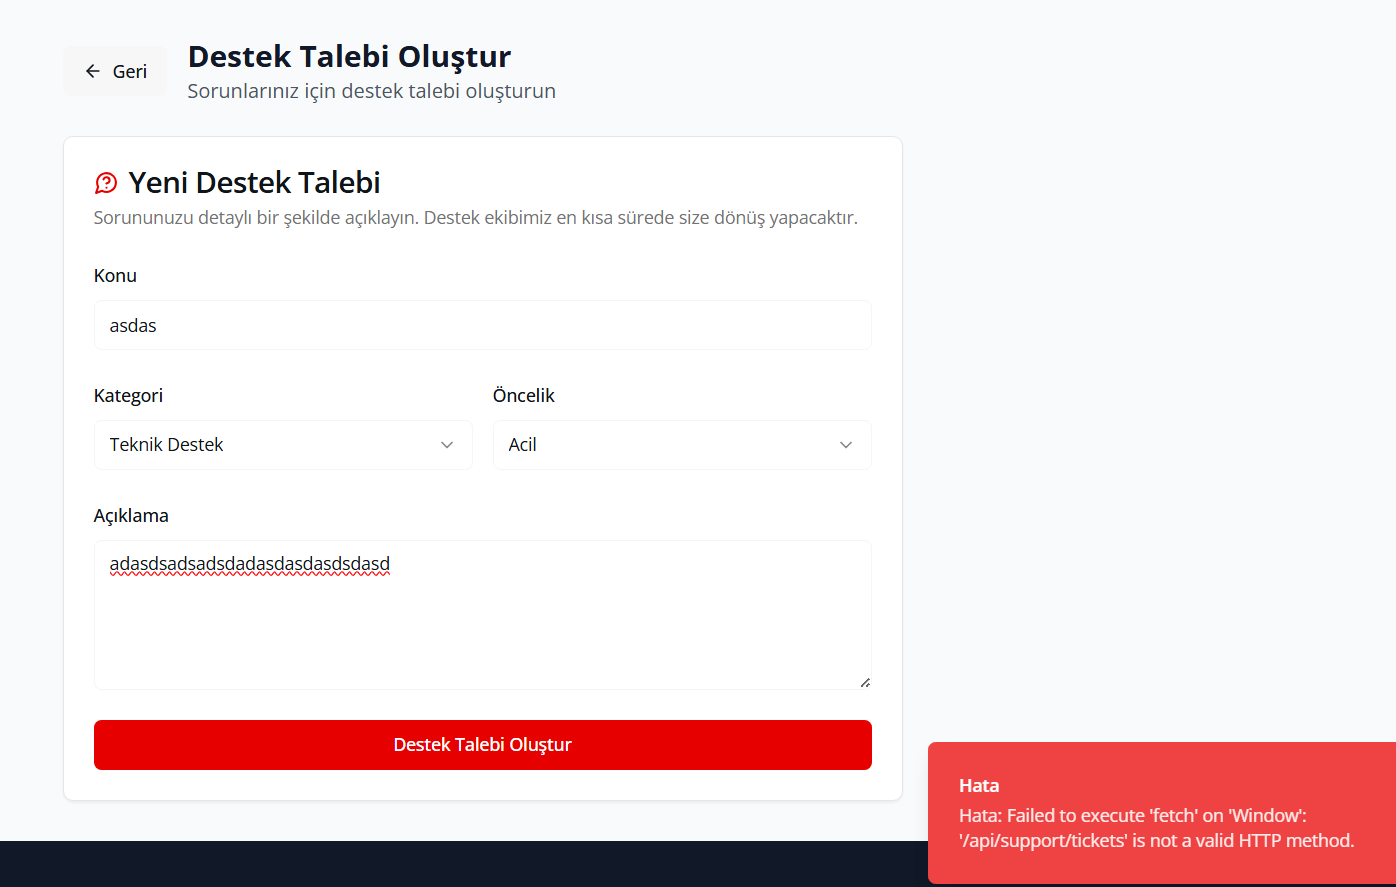 Geri
Destek Talebi Oluştur
Sorunlarınız için destek talebi oluşturun
Yeni Destek Talebi
Sorununuzu detaylı bir şekilde açıklayın. Destek ekibimiz en kısa sürede size dönüş yapacaktır.
Konu
asdas
Kategori
Öncelik
Teknik Destek
Acil
Açıklama
adasdsadsadsdadasdasdasdsdasd
Destek Talebi Oluştur
Hata
Hata: Failed to execute 'fetch' on 'Window':
'/api/support/tickets' is not a valid HTTP method.